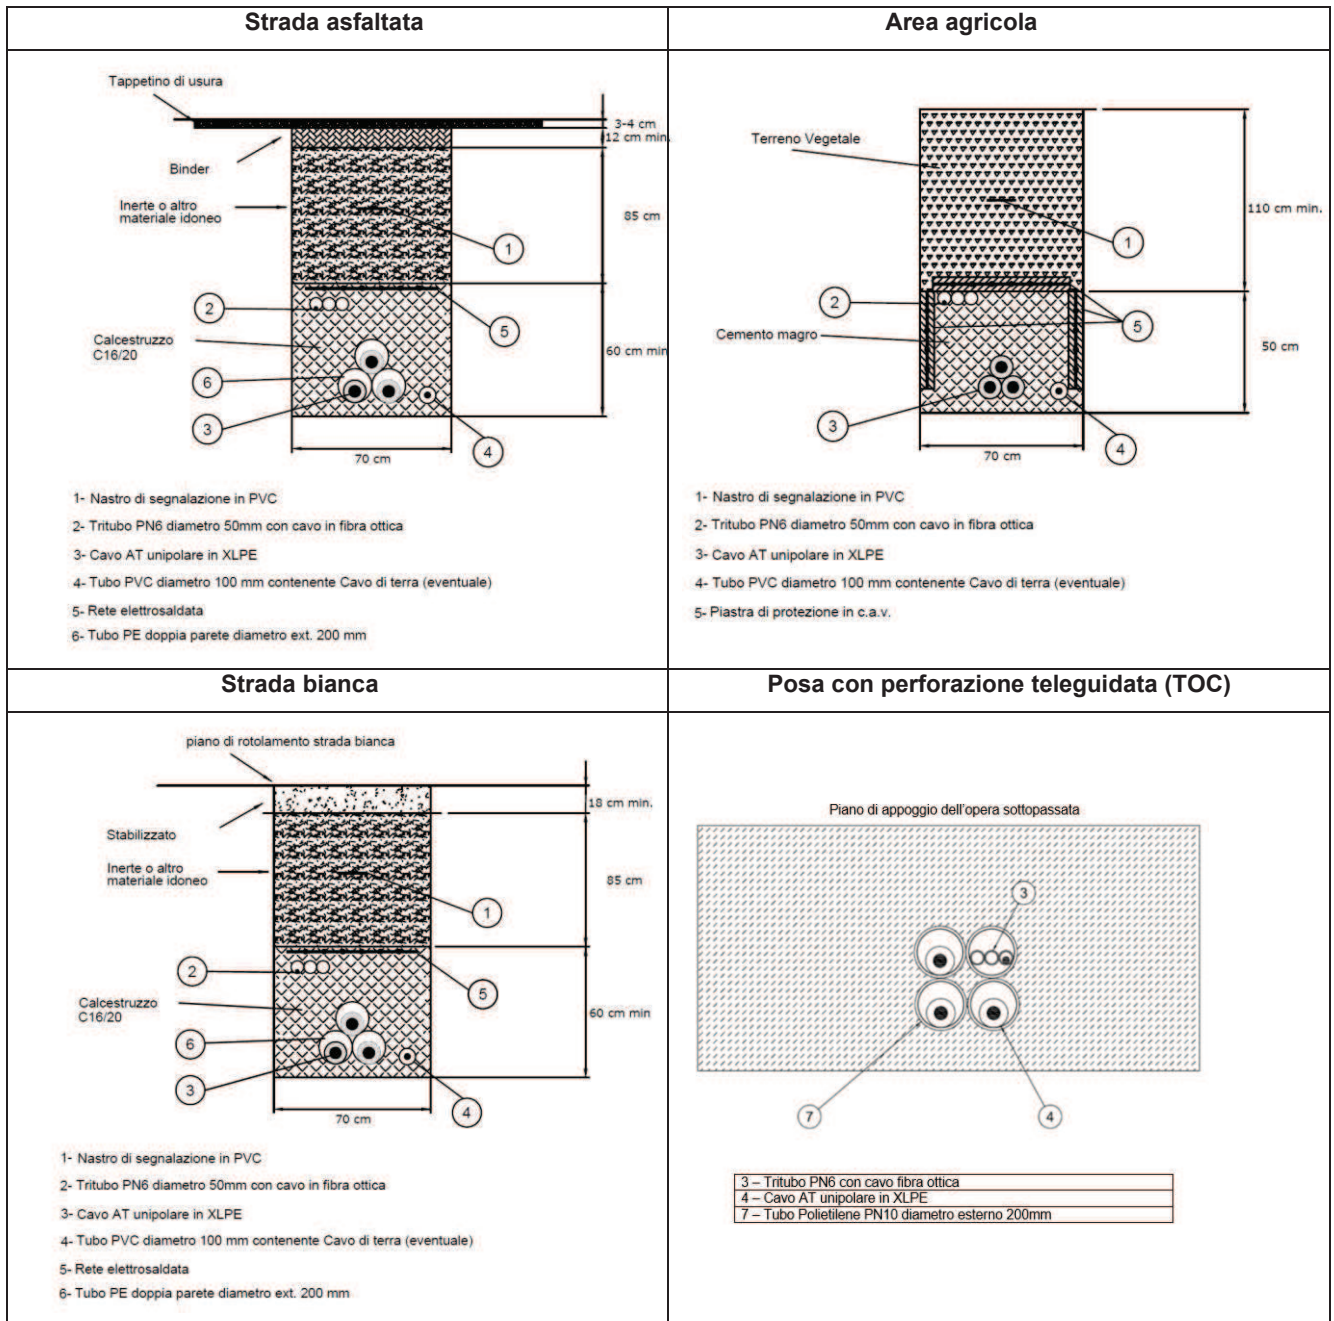 Strada asfaltata
Tappetino di usura
3-4 cm
12 cm min.
Binder
Inerte o altro
materiale idoneo
85 cm
1
2
5
Calcestruzzo
C16/20
60 cm min
6
3
4
70 cm
1- Nastro di segnalazione in PVC
2- Tritubo PN6 diametro 50mm con cavo in fibra ottica
3- Cavo AT unipolare in XLPE
4- Tubo PVC diametro 100 mm contenente Cavo di terra (eventuale)
5- Rete elettrosaldata
6- Tubo PE doppia parete diametro ext. 200 mm
Area agricola
Terreno Vegetale
110 cm min.
1
2
5
Cemento magro
50 cm
3
4
70 cm
1- Nastro di segnalazione in PVC
2- Tritubo PN6 diametro 50mm con cavo in fibra ottica
3- Cavo AT unipolare in XLPE
4- Tubo PVC diametro 100 mm contenente Cavo di terra (eventuale)
5- Piastra di protezione in c.a.v.
Strada bianca
piano di rotolamento strada bianca
18 cm min.
Stabilizzato
Inerte o altro
materiale idoneo
85 cm
1
2
5
Calcestruzzo
C16/20
60 cm min
6
3
4
70 cm
1- Nastro di segnalazione in PVC
2- Tritubo PN6 diametro 50mm con cavo in fibra ottica
3- Cavo AT unipolare in XLPE
4- Tubo PVC diametro 100 mm contenente Cavo di terra (eventuale)
5- Rete elettrosaldata
6- Tubo PE doppia parete diametro ext. 200 mm
Posa con perforazione teleguidata (TOC)
Piano di appoggio dell'opera sottopassata
3
7
4
3 – Tritubo PN6 con cavo fibra ottica
4 – Cavo AT unipolare in XLPE
7 – Tubo Polietilene PN10 diametro esterno 200mm